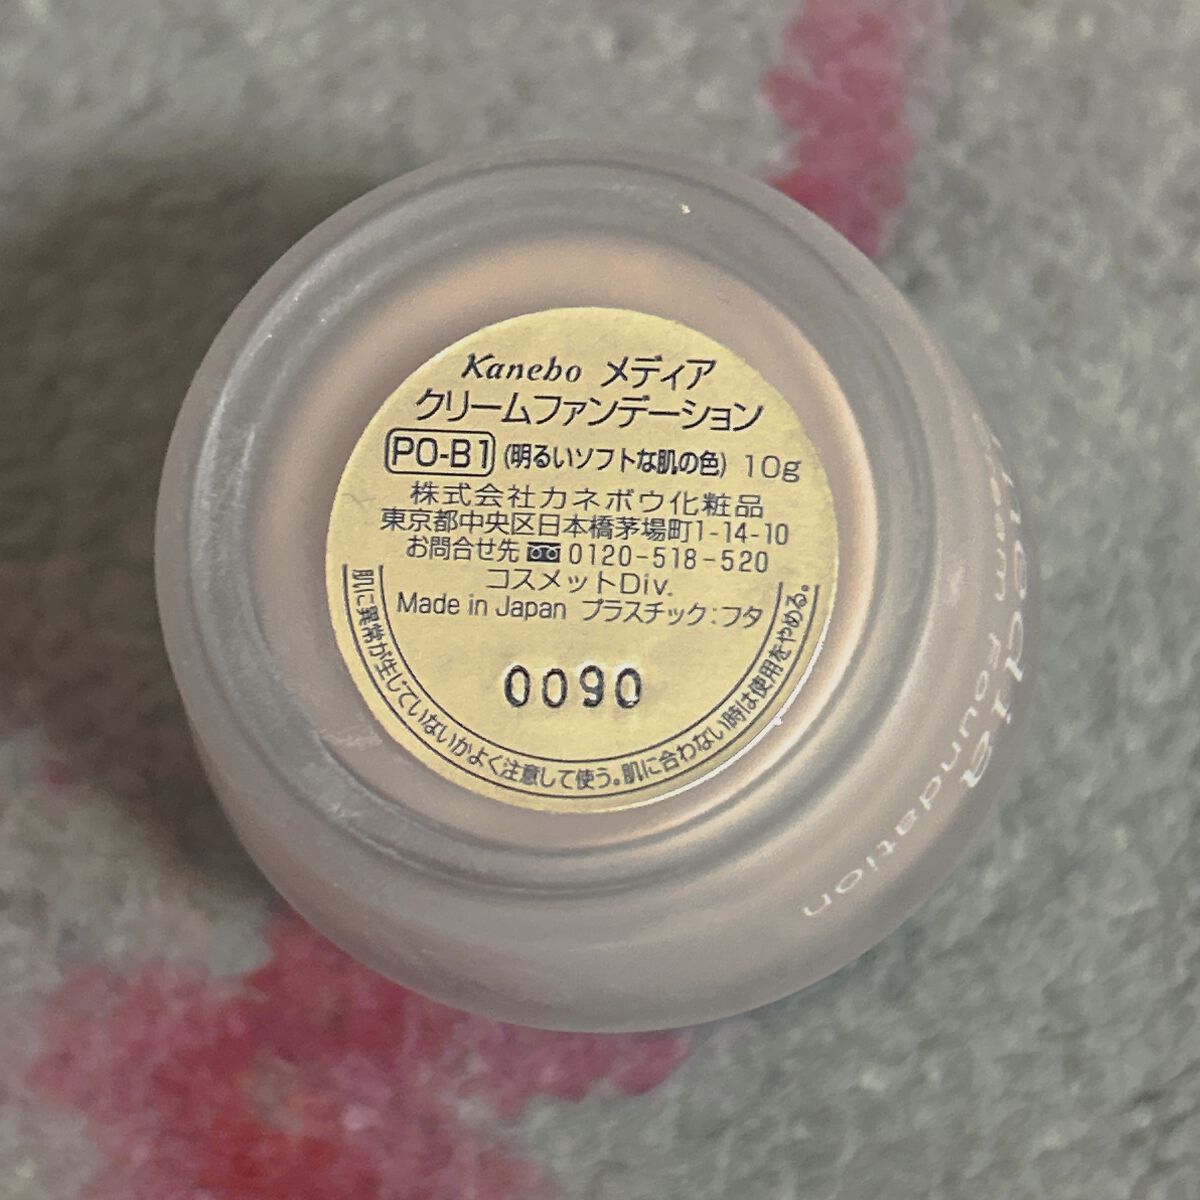 Kanebo メディア
クリームファンデーション
PO-B1 (明るいソフトな肌の色) 10g
株式会社カネボウ化粧品
東京都中央区日本橋茅場町1-14-10
お問合せ先 0120-518-520
コスメットDiv.
Made in Japan プラスチック:フタ
0090
肌に異常が生じていないかよく注意して使う。肌に合わない時は使用をやめる。
media
Cream Foundation